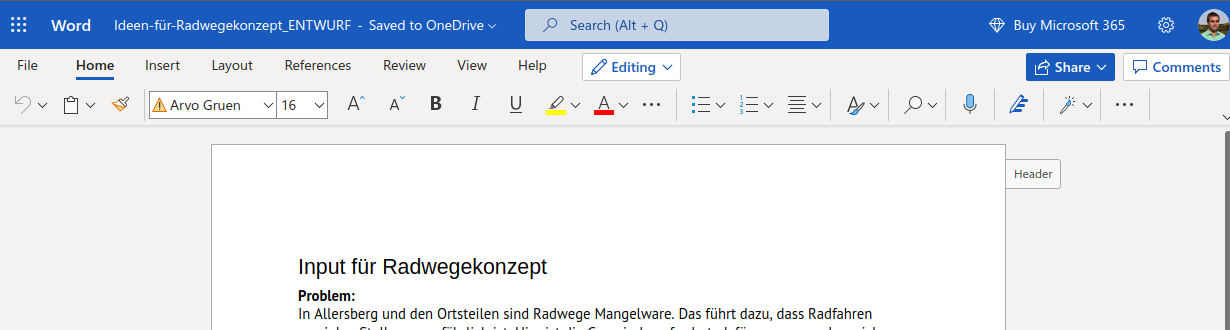 Word Ideen-für-Radwegekonzept_ENTWURF - Saved to OneDrive Search (Alt + Q) Buy Microsoft 365
File Home Insert Layout References Review View Help Editing Share Comments
Arvo Gruen 16 A A B I U A ...
Header
Input für Radwegekonzept
Problem:
In Allersberg und den Ortsteilen sind Radwege Mangelware. Das führt dazu, dass Radfahren